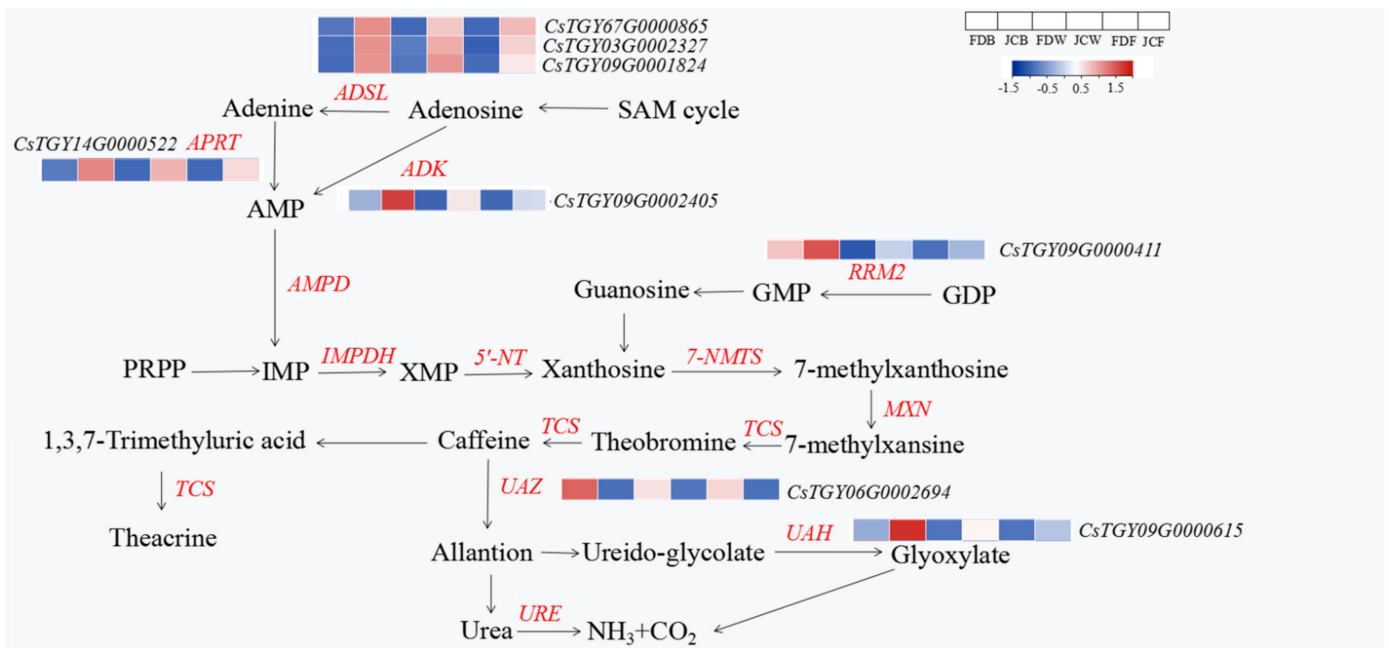 CsTGY67G0000865
CsTGY03G0002327
CsTGY09G0001824
FDB JCB FDW JCW FDF JCF
-1.5 -0.5 0.5 1.5
ADSL
Adenine Adenosine SAM cycle
CsTGY14G0000522 APRT
ADK
AMP CsTGY09G0002405
CsTGY09G0000411
RRM2
AMPD
Guanosine GMP GDP
IMPDH 5'-NT 7-NMTS
PRPP IMP XMP Xanthosine 7-methylxanthosine
MXN
TCS TCS
1,3,7-Trimethyluric acid Caffeine Theobromine 7-methylxansine
TCS UAZ CsTGY06G0002694
Theacrine
UAH CsTGY09G0000615
Allantion Ureido-glycolate Glyoxylate
URE
Urea NH3+CO2